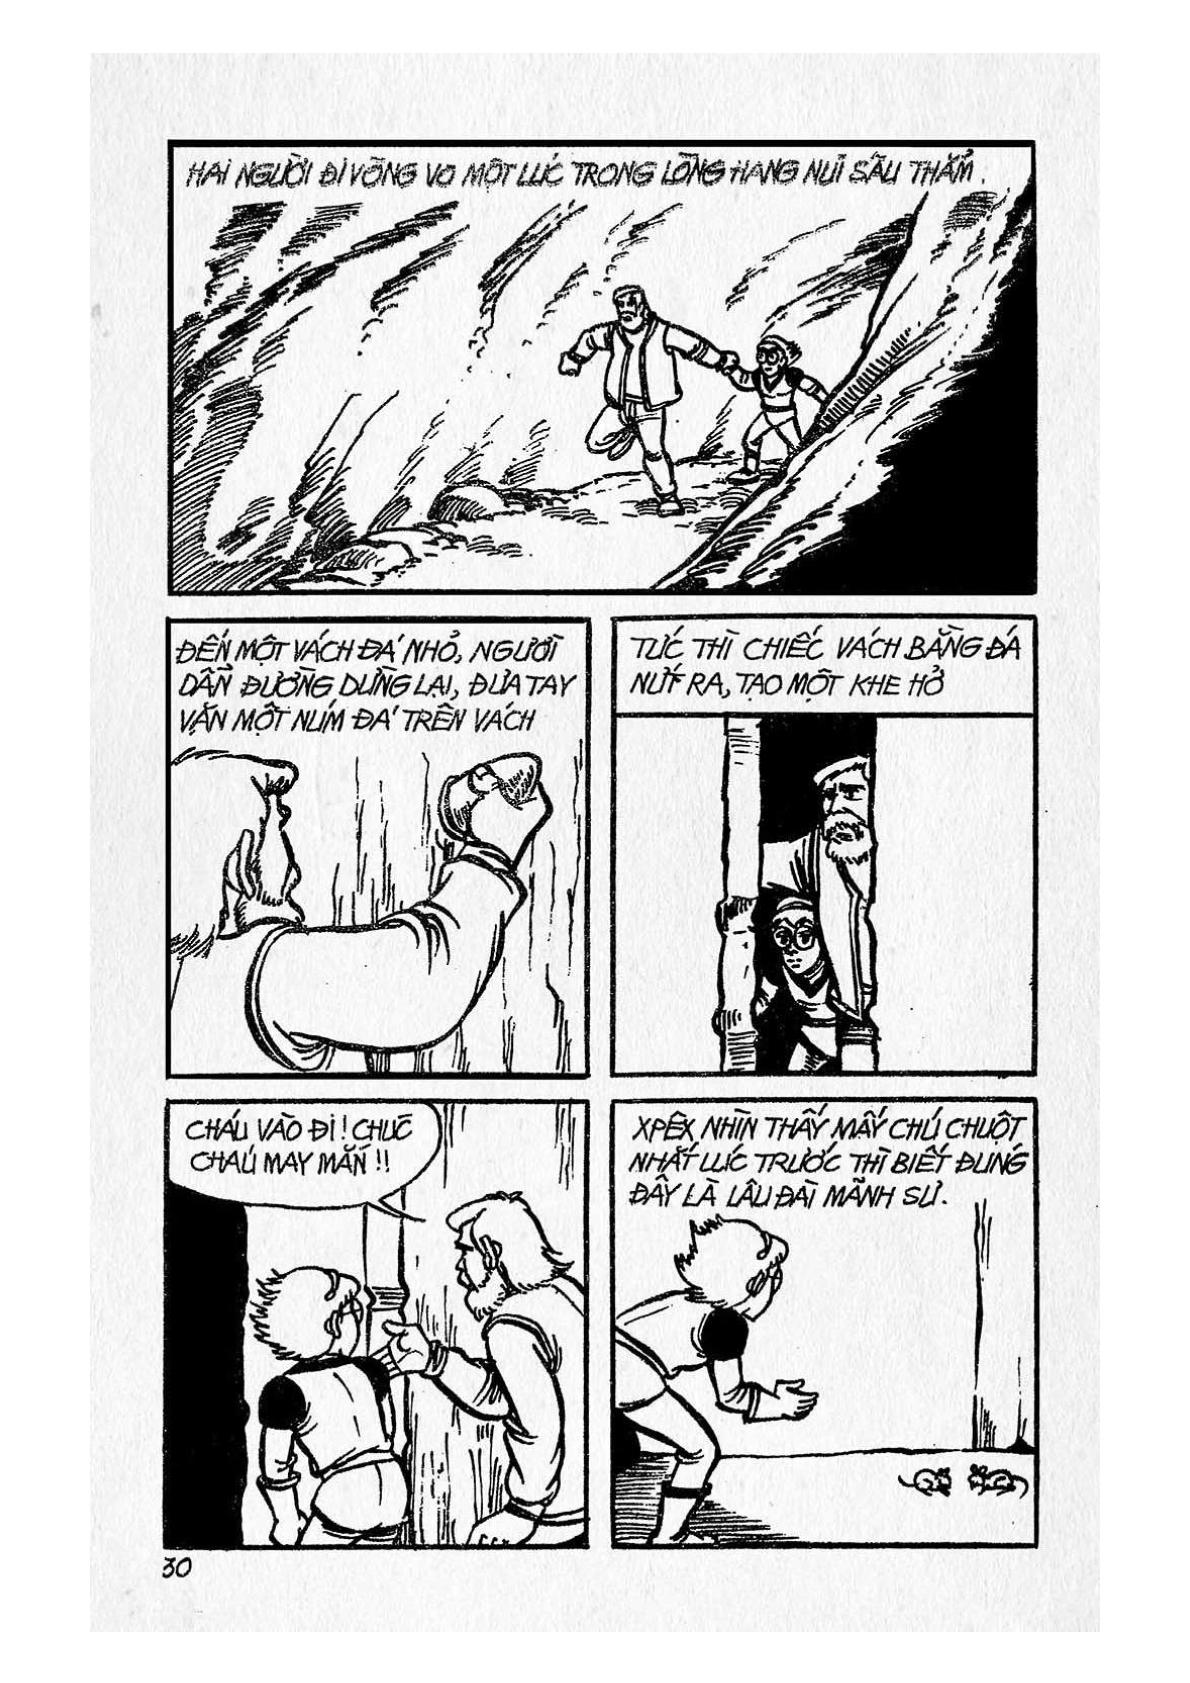 HAI NGƯỜI ĐI VÒNG VO MỘT LÚC TRONG LÒNG HANG NÚI SÂU THẲM.
ĐẾN MỘT VÁCH ĐÁ NHỎ, NGƯỜI
DẪN ĐƯỜNG DỪNG LẠI, ĐƯA TAY
VẶN MỘT NÚM ĐÁ TRÊN VÁCH
TỨC THÌ CHIẾC VÁCH BẰNG ĐÁ
NỨT RA, TẠO MỘT KHE HỞ
CHÁU VÀO ĐI! CHÚC
CHÁU MAY MẮN!!
XPÊX NHÌN THẤY MẤY CHÚ CHUỘT
NHẮT LÚC TRƯỚC THÌ BIẾT ĐÚNG
ĐÂY LÀ LÂU ĐÀI MÃNH SƯ.
30